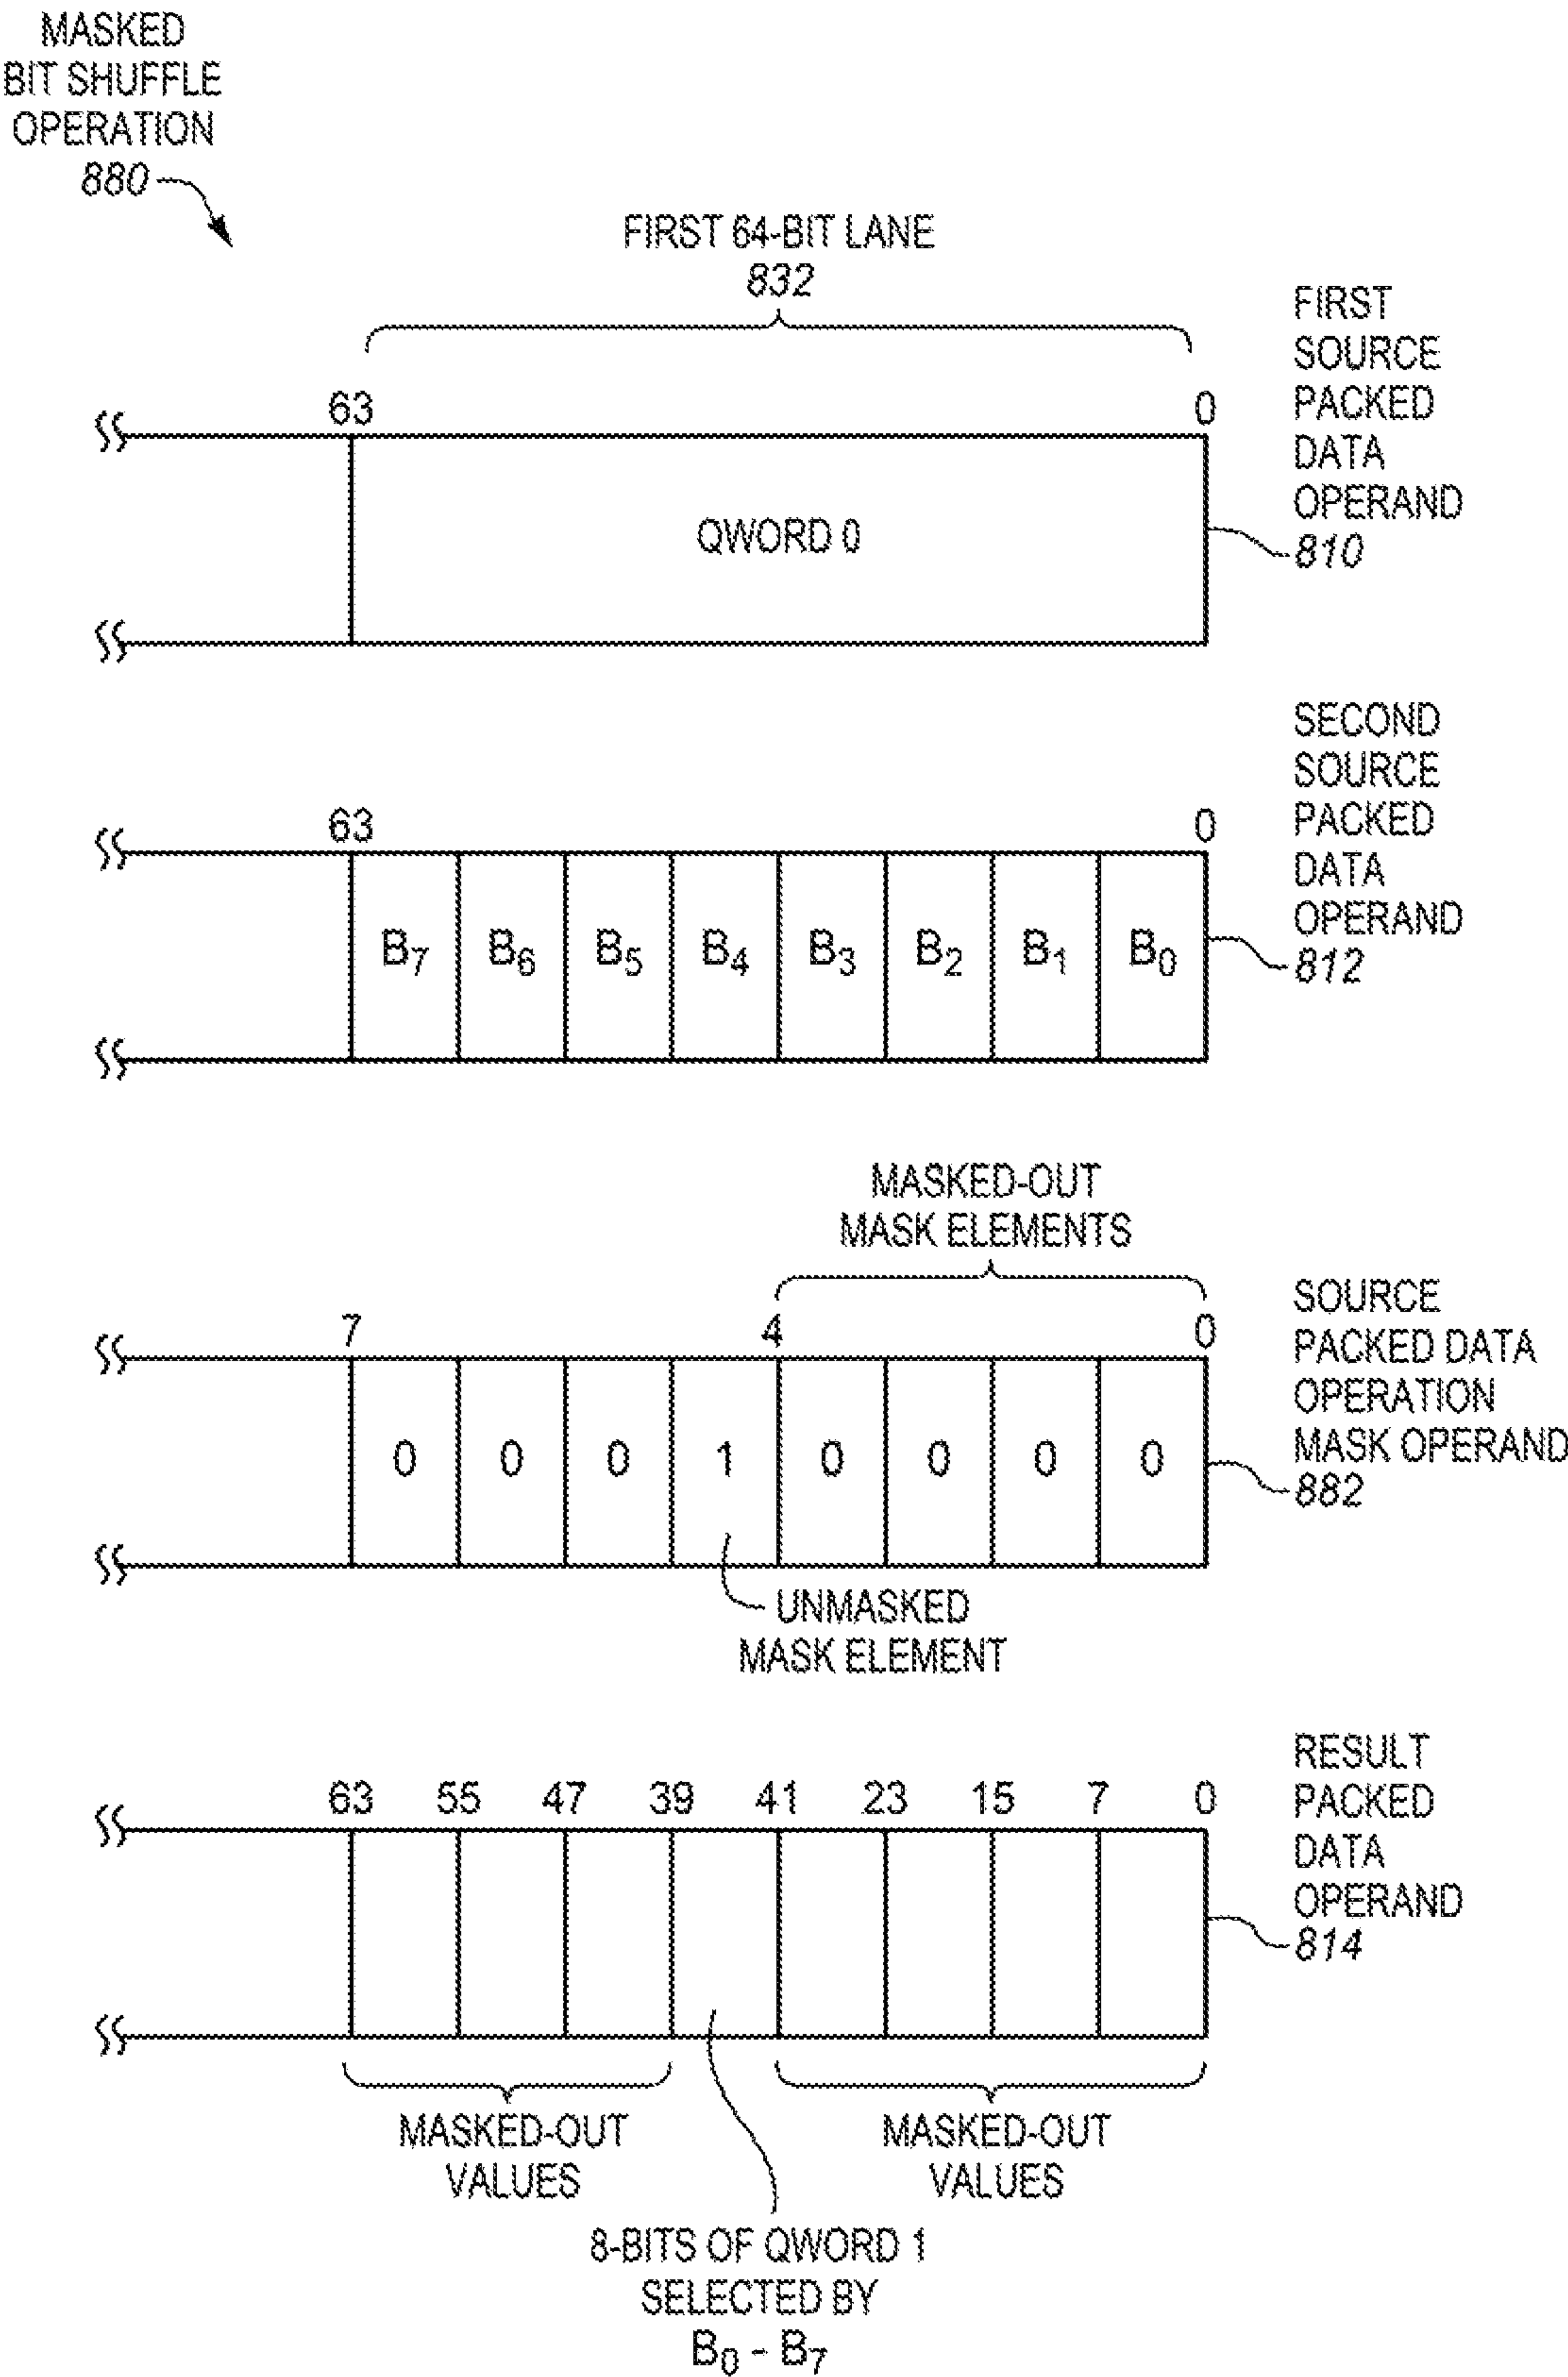 MASKED
BIT SHUFFLE
OPERATION
880
FIRST 64-BIT LANE
832
FIRST
SOURCE
PACKED
DATA
OPERAND
810
63 0
QWORD 0
SECOND
SOURCE
PACKED
DATA
OPERAND
812
63 0
B7 B6 B5 B4 B3 B2 B1 B0
MASKED-OUT
MASK ELEMENTS
SOURCE
PACKED DATA
OPERATION
MASK OPERAND
882
7 4 0
0 0 0 1 0 0 0 0
UNMASKED
MASK ELEMENT
RESULT
PACKED
DATA
OPERAND
814
63 55 47 39 41 23 15 7 0
MASKED-OUT
VALUES
MASKED-OUT
VALUES
8-BITS OF QWORD 1
SELECTED BY
B0 - B7